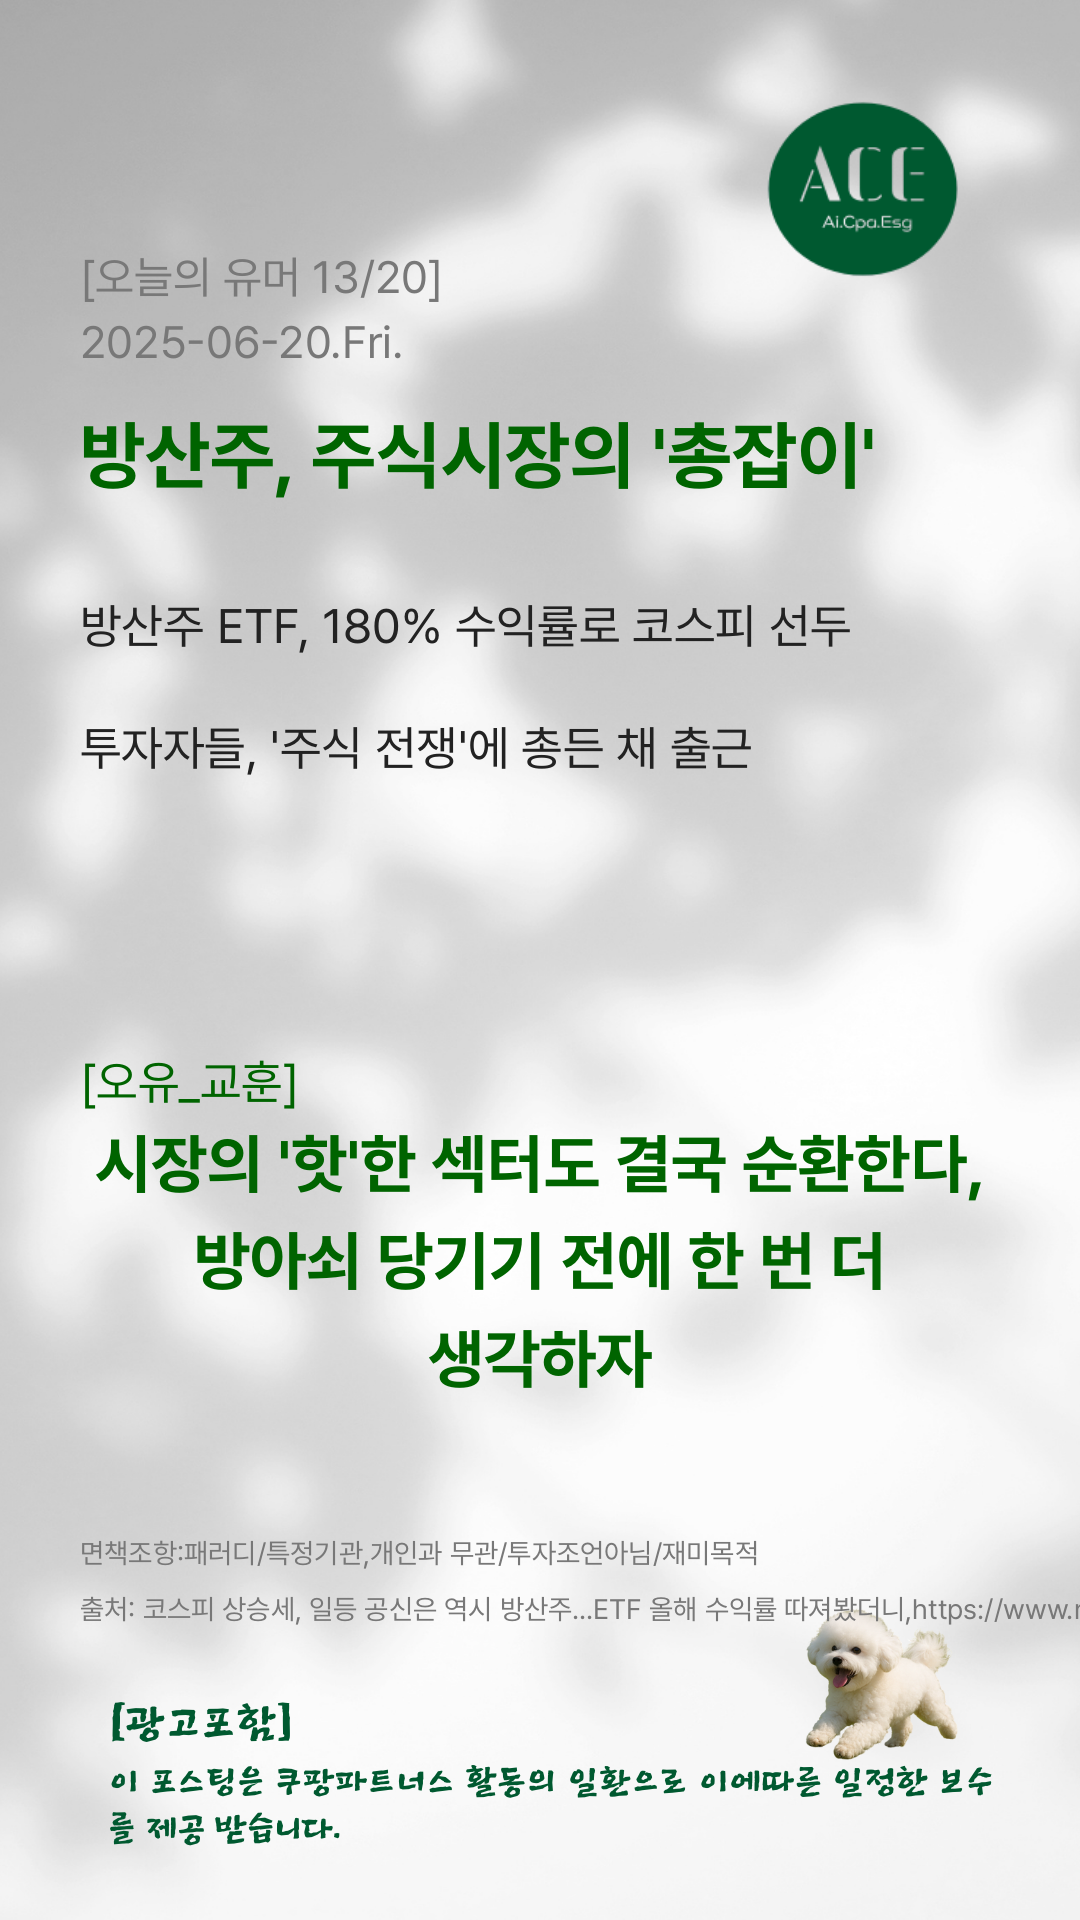 ACE
Ai.Cpa.Esg
[오늘의 유머 13/20]
2025-06-20.Fri.
방산주, 주식시장의 '총잡이'
방산주 ETF, 180% 수익률로 코스피 선두
투자자들, '주식 전쟁'에 총든 채 출근
[오유_교훈]
시장의 '핫'한 섹터도 결국 순환한다,
방아쇠 당기기 전에 한 번 더
생각하자
면책조항:패러디/특정기관,개인과 무관/투자조언아님/재미목적
출처: 코스피 상승세, 일등 공신은 역시 방산주...ETF 올해 수익률 따져봤더니,https://www.
[광고포함]
이 포스팅은 쿠팡파트너스 활동의 일환으로 이에따른 일정한 보수
를 제공 받습니다.